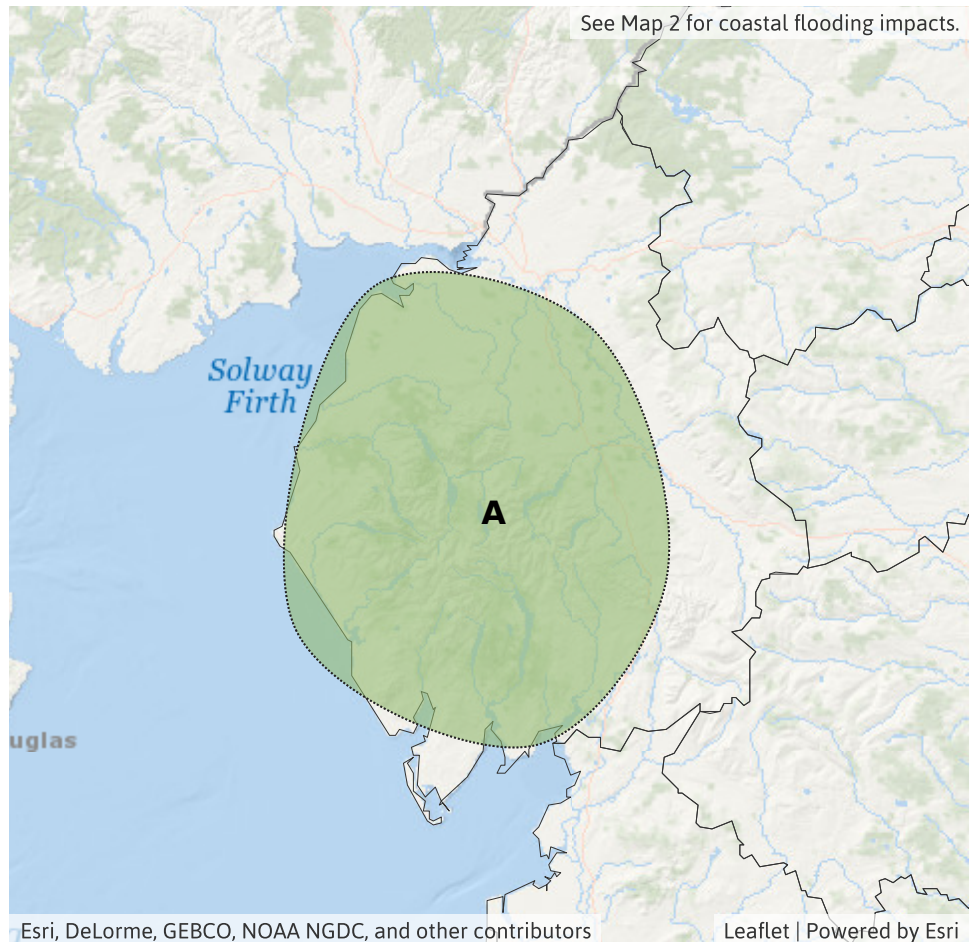 See Map 2 for coastal flooding impacts.
Solway
Firth
A
uglas
Esri, DeLorme, GEBCO, NOAA NGDC, and other contributors
Leaflet | Powered by Esri